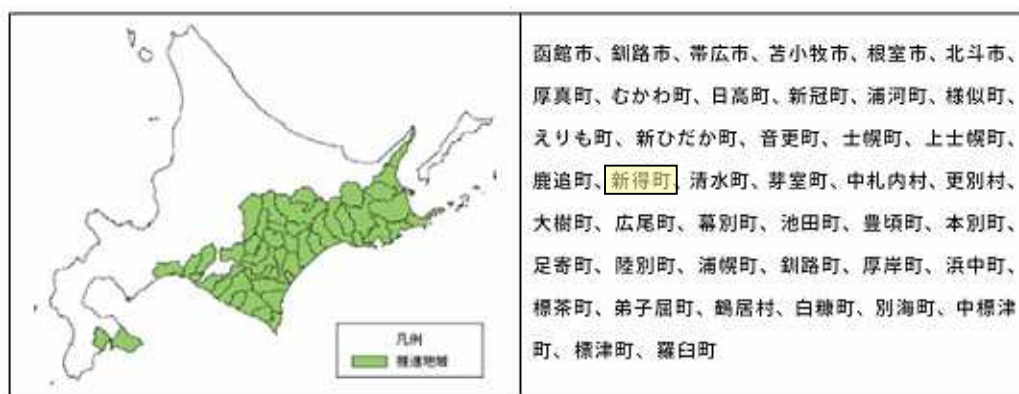 函館市、釧路市、帯広市、苫小牧市、根室市、北斗市、
厚真町、むかわ町、日高町、新冠町、浦河町、様似町、
えりも町、新ひだか町、音更町、士幌町、上士幌町、
鹿追町、新得町、清水町、芽室町、中札内村、更別村、
大樹町、広尾町、幕別町、池田町、豊頃町、本別町、
足寄町、陸別町、浦幌町、釧路町、厚岸町、浜中町、
標茶町、弟子屈町、鶴居村、白糠町、別海町、中標津
町、標津町、羅臼町
凡例
推進地域